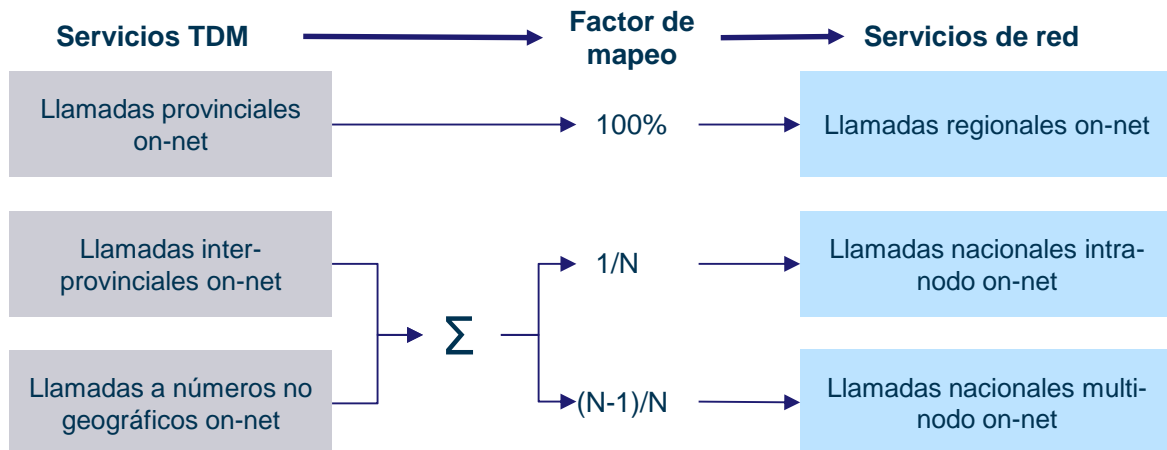 Servicios TDM
Factor de
mapeo
Servicios de red
Llamadas provinciales
on-net
100%
Llamadas regionales on-net
Llamadas inter-
provinciales on-net
1/N
Llamadas nacionales intra-
nodo on-net
Σ
Llamadas a números no
geográficos on-net
(N-1)/N
Llamadas nacionales multi-
nodo on-net